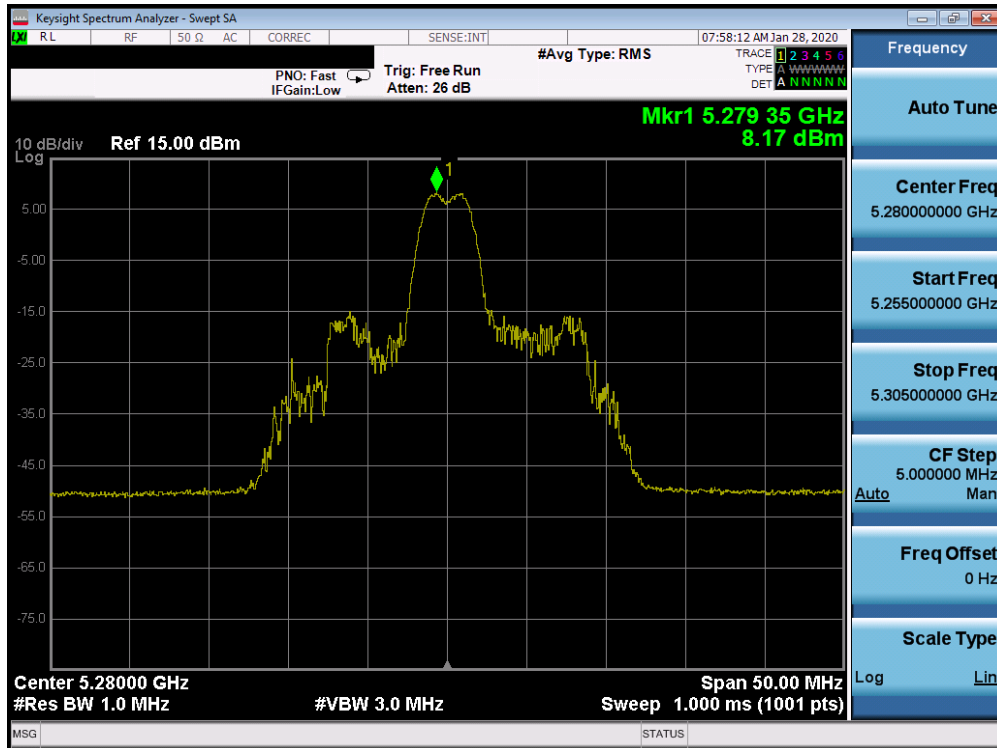 Keysight Spectrum Analyzer - Swept SA
LXI RL RF 50 Ω AC CORREC SENSE:INT 07:58:12 AM Jan 28, 2020
#Avg Type: RMS TRACE 1 2 3 4 5 6
PNO: Fast Trig: Free Run TYPE A WWWWW
IFGain:Low Atten: 26 dB DET A N N N N N
Mkr1 5.279 35 GHz
8.17 dBm
10 dB/div Ref 15.00 dBm
Log
1
5.00
-5.00
-15.0
-25.0
-35.0
-45.0
-55.0
-65.0
-75.0
Center 5.28000 GHz Span 50.00 MHz
#Res BW 1.0 MHz #VBW 3.0 MHz Sweep 1.000 ms (1001 pts)
MSG STATUS
Frequency
Auto Tune
Center Freq
5.280000000 GHz
Start Freq
5.255000000 GHz
Stop Freq
5.305000000 GHz
CF Step
5.000000 MHz
Auto Man
Freq Offset
0 Hz
Scale Type
Log Lin